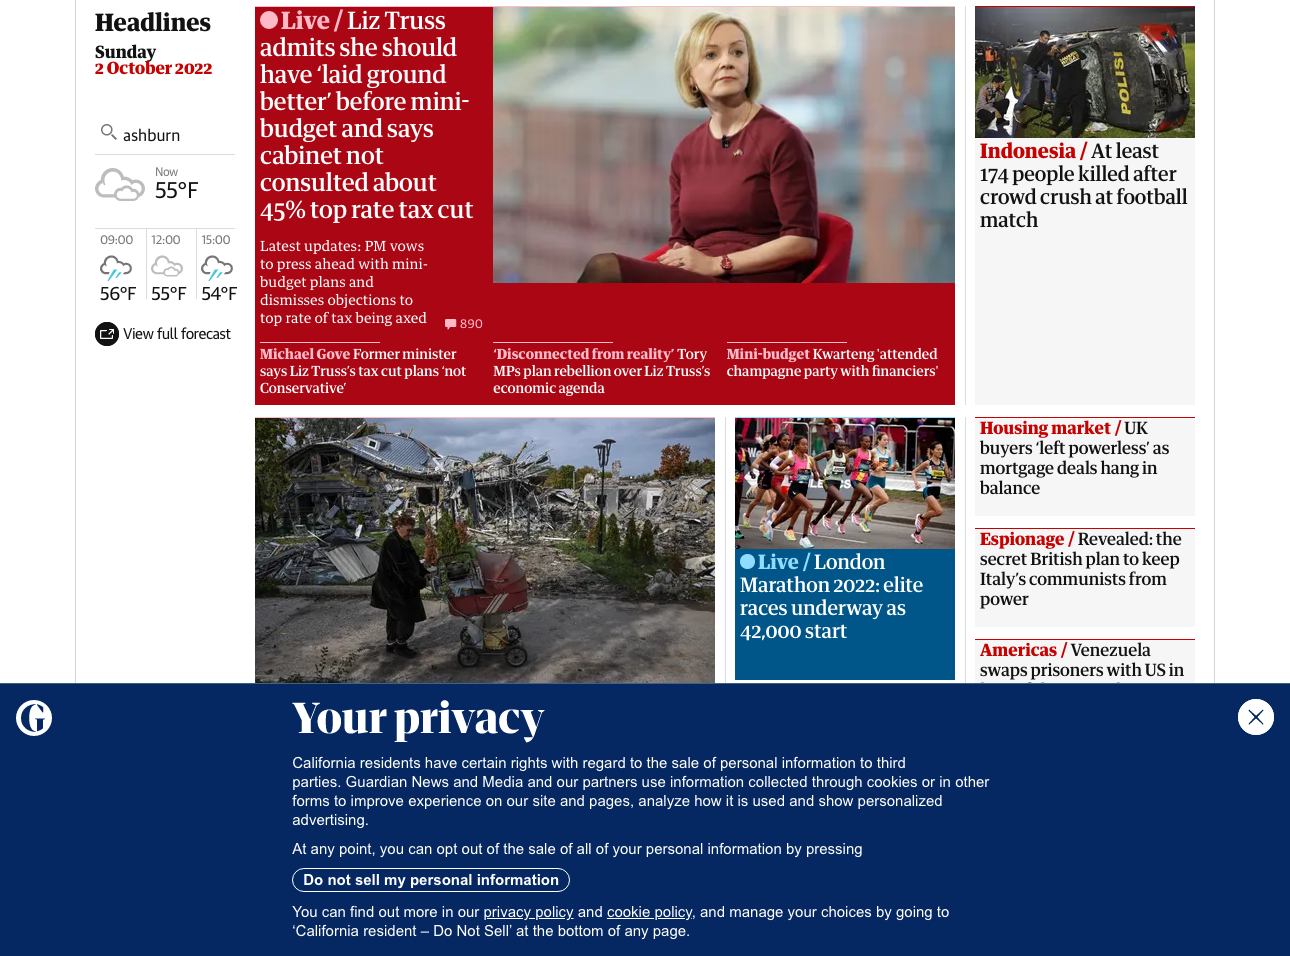 Headlines
Sunday
2 October 2022
ashburn
Now
55°F
09:00 12:00 15:00
56°F 55°F 54°F
View full forecast
Live / Liz Truss
admits she should
have ‘laid ground
better’ before mini-
budget and says
cabinet not
consulted about
45% top rate tax cut
Latest updates: PM vows
to press ahead with mini-
budget plans and
dismisses objections to
top rate of tax being axed
890
Michael Gove Former minister
says Liz Truss’s tax cut plans ‘not
Conservative’
‘Disconnected from reality’ Tory
MPs plan rebellion over Liz Truss’s
economic agenda
Mini-budget Kwarteng 'attended
champagne party with financiers'
POLISI
Indonesia / At least
174 people killed after
crowd crush at football
match
Live / London
Marathon 2022: elite
races underway as
42,000 start
Housing market / UK
buyers ‘left powerless’ as
mortgage deals hang in
balance
Espionage / Revealed: the
secret British plan to keep
Italy’s communists from
power
Americas / Venezuela
swaps prisoners with US in
Your privacy
California residents have certain rights with regard to the sale of personal information to third
parties. Guardian News and Media and our partners use information collected through cookies or in other
forms to improve experience on our site and pages, analyze how it is used and show personalized
advertising.
At any point, you can opt out of the sale of all of your personal information by pressing
Do not sell my personal information
You can find out more in our privacy policy and cookie policy, and manage your choices by going to
‘California resident – Do Not Sell’ at the bottom of any page.